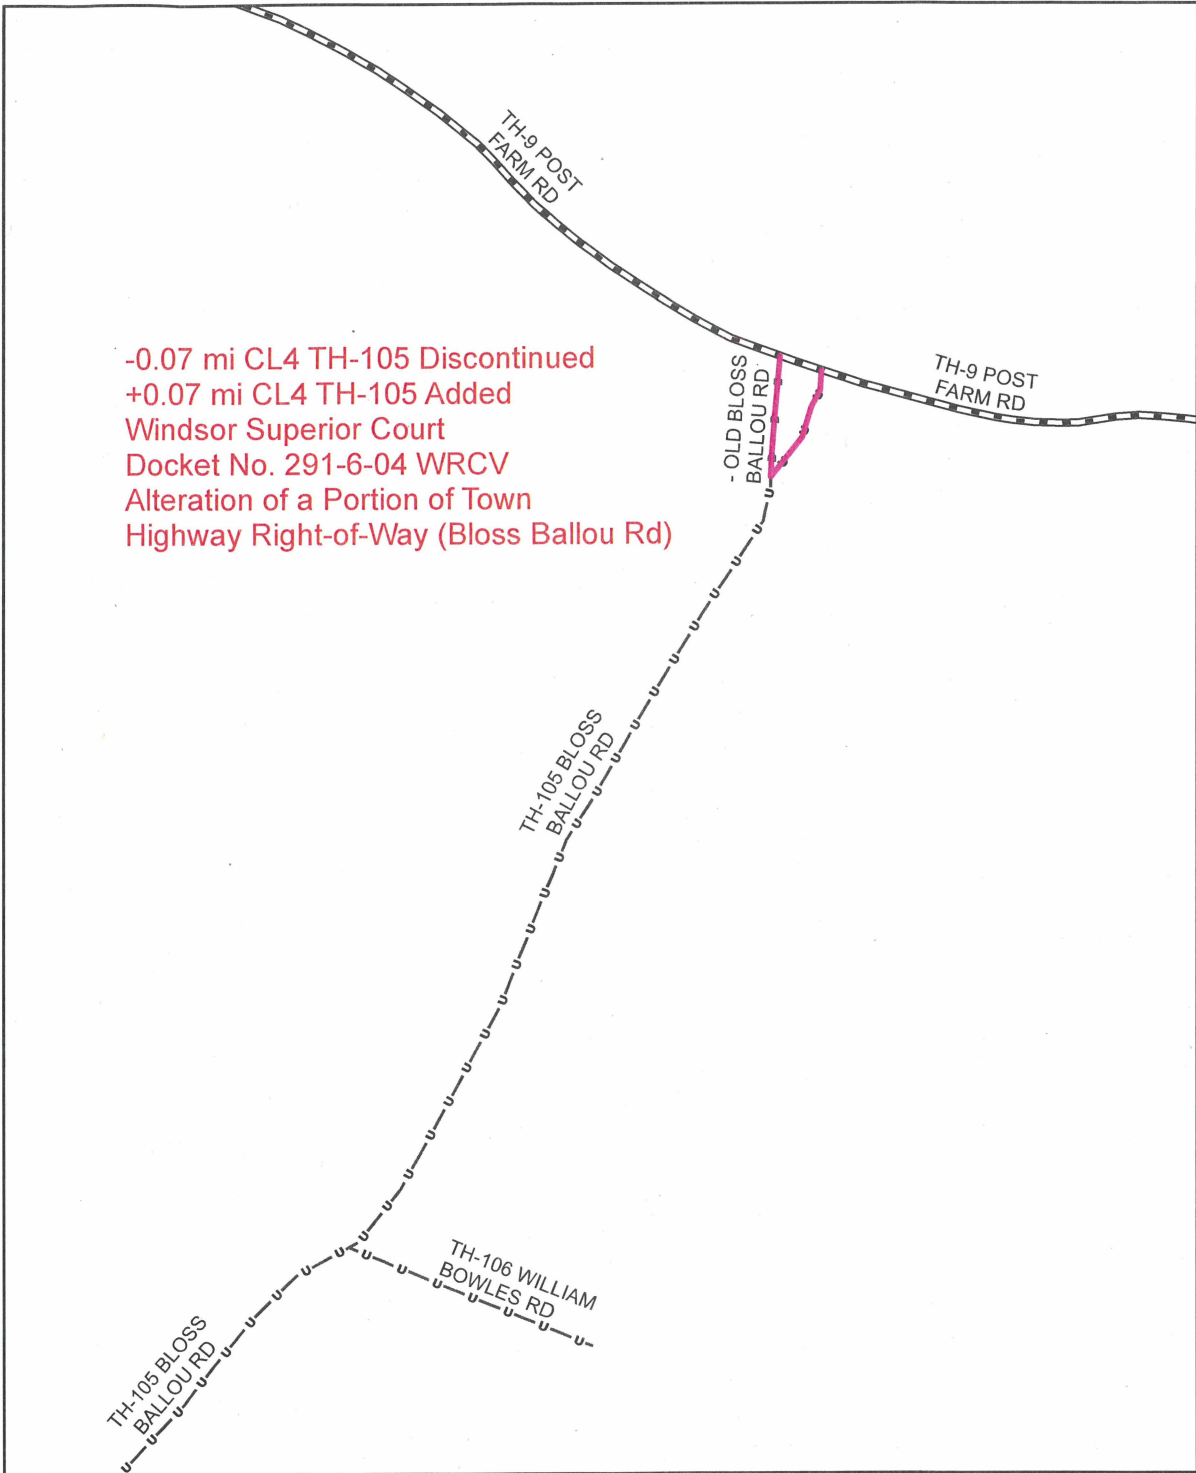 TH-9 POST
FARM RD
-0.07 mi CL4 TH-105 Discontinued
+0.07 mi CL4 TH-105 Added
Windsor Superior Court
Docket No. 291-6-04 WRCV
Alteration of a Portion of Town
Highway Right-of-Way (Bloss Ballou Rd)
- OLD BLOSS
BALLOU RD
TH-9 POST
FARM RD
TH-105 BLOSS
BALLOU RD
TH-106 WILLIAM
BOWLES RD
TH-105 BLOSS
BALLOU RD